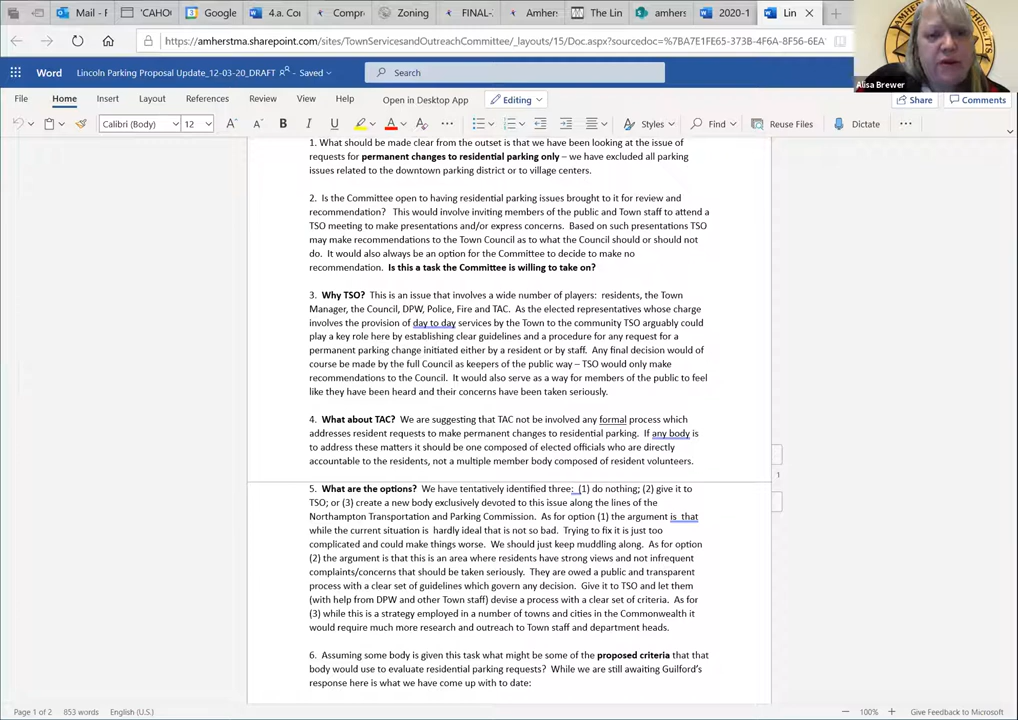 Mail - F
'CAHO
Google
4.a. Coı
Compre
Zoning
FINAL-
Amhers
The Lin
amhers
2020-1
Lin
https://amherstma.sharepoint.com/sites/TownServicesandOutreachCommittee/_layouts/15/Doc.aspx?sourcedoc=%7BA7E1FE65-373B-4F6A-8F56-6EA
Alisa Brewer
Word
Lincoln Parking Proposal Update_12-03-20_DRAFT - Saved
Search
File Home Insert Layout References Review View Help Open in Desktop App Editing Share Comments
Calibri (Body) 12 B I U A Styles Find Reuse Files Dictate
1. What should be made clear from the outset is that we have been looking at the issue of
requests for permanent changes to residential parking only – we have excluded all parking
issues related to the downtown parking district or to village centers.
2. Is the Committee open to having residential parking issues brought to it for review and
recommendation? This would involve inviting members of the public and Town staff to attend a
TSO meeting to make presentations and/or express concerns. Based on such presentations TSO
may make recommendations to the Town Council as to what the Council should or should not
do. It would also always be an option for the Committee to decide to make no
recommendation. Is this a task the Committee is willing to take on?
3. Why TSO? This is an issue that involves a wide number of players: residents, the Town
Manager, the Council, DPW, Police, Fire and TAC. As the elected representatives whose charge
involves the provision of day to day services by the Town to the community TSO arguably could
play a key role here by establishing clear guidelines and a procedure for any request for a
permanent parking change initiated either by a resident or by staff. Any final decision would of
course be made by the full Council as keepers of the public way – TSO would only make
recommendations to the Council. It would also serve as a way for members of the public to feel
like they have been heard and their concerns have been taken seriously.
4. What about TAC? We are suggesting that TAC not be involved any formal process which
addresses resident requests to make permanent changes to residential parking. If any body is
to address these matters it should be one composed of elected officials who are directly
accountable to the residents, not a multiple member body composed of resident volunteers.
1
5. What are the options? We have tentatively identified three: (1) do nothing; (2) give it to
TSO; or (3) create a new body exclusively devoted to this issue along the lines of the
Northampton Transportation and Parking Commission. As for option (1) the argument is that
while the current situation is hardly ideal that is not so bad. Trying to fix it is just too
complicated and could make things worse. We should just keep muddling along. As for option
(2) the argument is that this is an area where residents have strong views and not infrequent
complaints/concerns that should be taken seriously. They are owed a public and transparent
process with a clear set of guidelines which govern any decision. Give it to TSO and let them
(with help from DPW and other Town staff) devise a process with a clear set of criteria. As for
(3) while this is a strategy employed in a number of towns and cities in the Commonwealth it
would require much more research and outreach to Town staff and department heads.
6. Assuming some body is given this task what might be some of the proposed criteria that that
body would use to evaluate residential parking requests? While we are still awaiting Guilford's
response here is what we have come up with to date:
Page 1 of 2 853 words English (U.S.) 100% Give Feedback to Microsoft